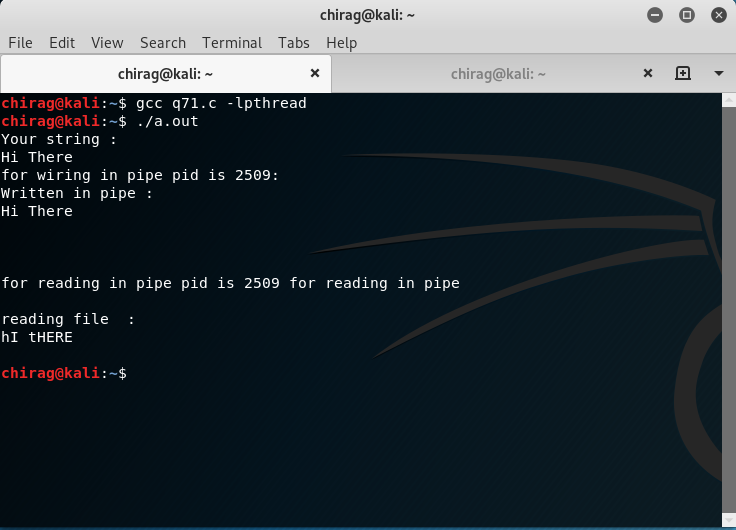 chirag@kali: ~
File Edit View Search Terminal Tabs Help
chirag@kali: ~ chirag@kali: ~
chirag@kali:~$ gcc q71.c -lpthread
chirag@kali:~$ ./a.out
Your string :
Hi There
for wiring in pipe pid is 2509:
Written in pipe :
Hi There
for reading in pipe pid is 2509 for reading in pipe
reading file  :
hI tHERE
chirag@kali:~$